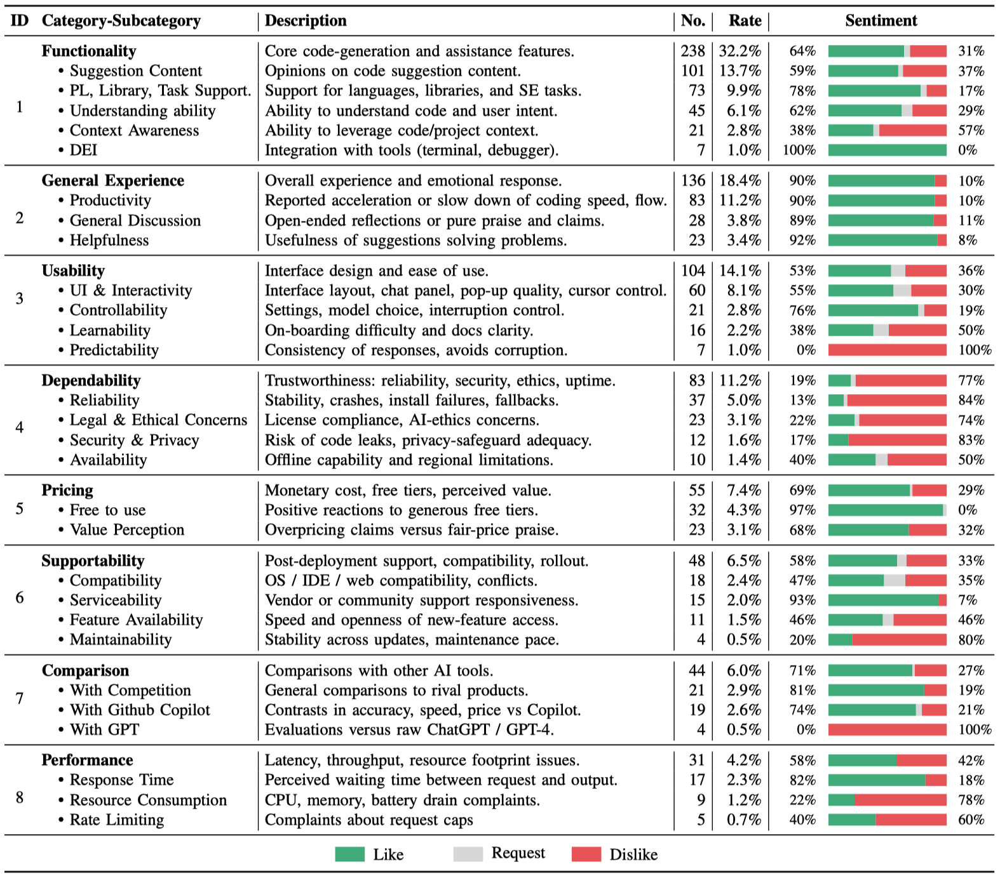 ID Category-Subcategory Description No. Rate Sentiment
Functionality Core code-generation and assistance features. 238 32.2% 64% 31%
• Suggestion Content Opinions on code suggestion content. 101 13.7% 59% 37%
• PL, Library, Task Support. Support for languages, libraries, and SE tasks. 73 9.9% 78% 17%
1
• Understanding ability Ability to understand code and user intent. 45 6.1% 62% 29%
• Context Awareness Ability to leverage code/project context. 21 2.8% 38% 57%
• DEI Integration with tools (terminal, debugger). 7 1.0% 100% 0%
General Experience Overall experience and emotional response. 136 18.4% 90% 10%
• Productivity Reported acceleration or slow down of coding speed, flow. 83 11.2% 90% 10%
2 • General Discussion Open-ended reflections or pure praise and claims. 28 3.8% 89% 11%
• Helpfulness Usefulness of suggestions solving problems. 23 3.4% 92% 8%
Usability Interface design and ease of use. 104 14.1% 53% 36%
• UI & Interactivity Interface layout, chat panel, pop-up quality, cursor control. 60 8.1% 55% 30%
3
• Controllability Settings, model choice, interruption control. 21 2.8% 76% 19%
• Learnability On-boarding difficulty and docs clarity. 16 2.2% 38% 50%
• Predictability Consistency of responses, avoids corruption. 7 1.0% 0% 100%
Dependability Trustworthiness: reliability, security, ethics, uptime. 83 11.2% 19% 77%
• Reliability Stability, crashes, install failures, fallbacks. 37 5.0% 13% 84%
• Legal & Ethical Concerns License compliance, AI-ethics concerns. 23 3.1% 22% 74%
4
• Security & Privacy Risk of code leaks, privacy-safeguard adequacy. 12 1.6% 17% 83%
• Availability Offline capability and regional limitations. 10 1.4% 40% 50%
Pricing Monetary cost, free tiers, perceived value. 55 7.4% 69% 29%
5 • Free to use Positive reactions to generous free tiers. 32 4.3% 97% 0%
• Value Perception Overpricing claims versus fair-price praise. 23 3.1% 68% 32%
Supportability Post-deployment support, compatibility, rollout. 48 6.5% 58% 33%
• Compatibility OS / IDE / web compatibility, conflicts. 18 2.4% 47% 35%
6 • Serviceability Vendor or community support responsiveness. 15 2.0% 93% 7%
• Feature Availability Speed and openness of new-feature access. 11 1.5% 46% 46%
• Maintainability Stability across updates, maintenance pace. 4 0.5% 20% 80%
Comparison Comparisons with other AI tools. 44 6.0% 71% 27%
• With Competition General comparisons to rival products. 21 2.9% 81% 19%
7
• With Github Copilot Contrasts in accuracy, speed, price vs Copilot. 19 2.6% 74% 21%
• With GPT Evaluations versus raw ChatGPT / GPT-4. 4 0.5% 0% 100%
Performance Latency, throughput, resource footprint issues. 31 4.2% 58% 42%
• Response Time Perceived waiting time between request and output. 17 2.3% 82% 18%
8 • Resource Consumption CPU, memory, battery drain complaints. 9 1.2% 22% 78%
• Rate Limiting Complaints about request caps 5 0.7% 40% 60%
Like Request Dislike